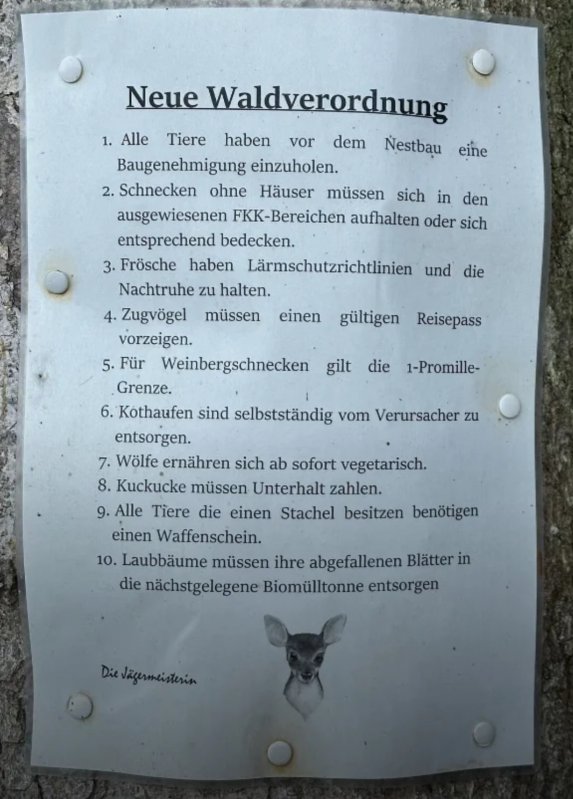 Neue Waldverordnung
1. Alle Tiere haben vor dem Nestbau eine
Baugenehmigung einzuholen.
2. Schnecken ohne Häuser müssen sich in den
ausgewiesenen FKK-Bereichen aufhalten oder sich
entsprechend bedecken.
3. Frösche haben Lärmschutzrichtlinien und die
Nachtruhe zu halten.
4. Zugvögel müssen einen gültigen Reisepass
vorzeigen.
5. Für Weinbergschnecken gilt die 1-Promille-
Grenze.
6. Kothaufen sind selbstständig vom Verursacher zu
entsorgen.
7. Wölfe ernähren sich ab sofort vegetarisch.
8. Kuckucke müssen Unterhalt zahlen.
9. Alle Tiere die einen Stachel besitzen benötigen
einen Waffenschein.
10. Laubbäume müssen ihre abgefallenen Blätter in
die nächstgelegene Biomülltonne entsorgen
Die Jägermeisterin